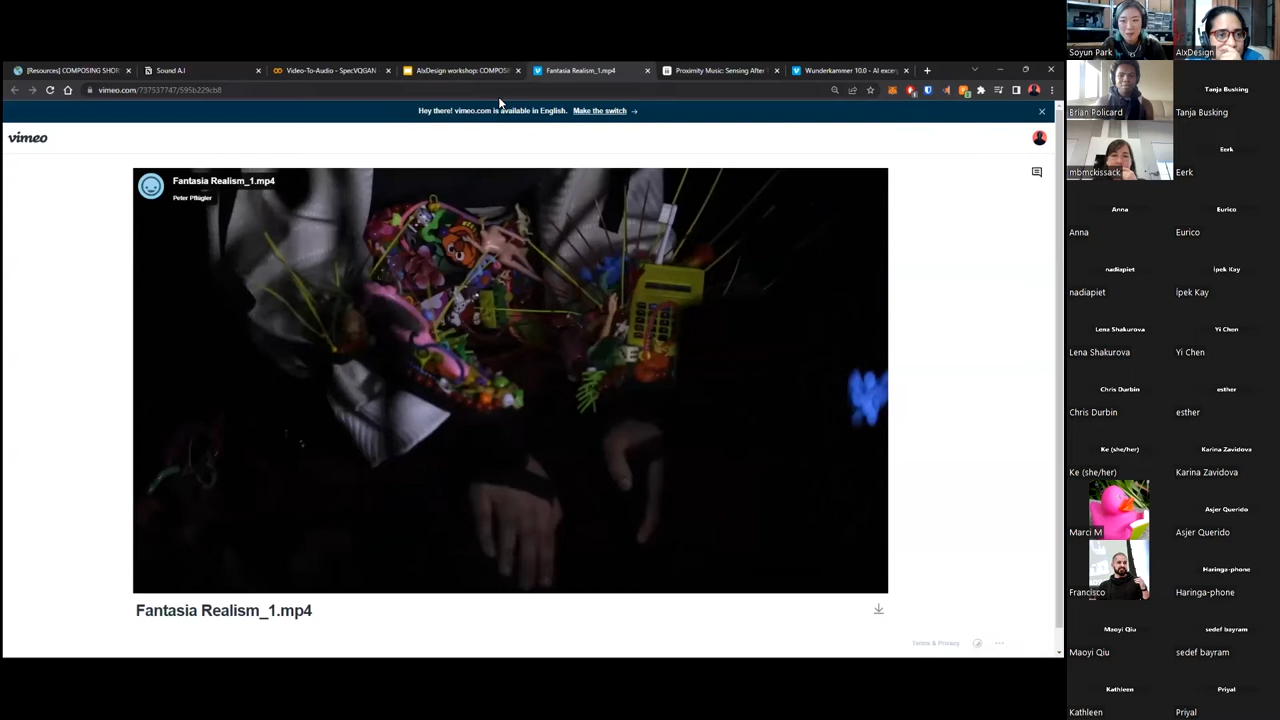 [Resources] COMPOSING SHOR
Sound A.I
Video-To-Audio - SpecVQGAN
AIxDesign workshop: COMPOSI
Fantasia Realism_1.mp4
Proximity Music: Sensing After
Wunderkammer 10.0 - AI excer
vimeo.com/737537747/595b229cb8
Hey there! vimeo.com is available in English. Make the switch →
vimeo
Fantasia Realism_1.mp4
Peter Pflügler
Fantasia Realism_1.mp4
Terms & Privacy
Soyun Park
AIxDesign
Brian Policard
Tanja Busking
Tanja Busking
mbmckissack
Eerk
Eerk
Anna
Anna
Eurico
Eurico
nadiapiet
nadiapiet
İpek Kay
İpek Kay
Lena Shakurova
Lena Shakurova
Yi Chen
Yi Chen
Chris Durbin
Chris Durbin
esther
esther
Ke (she/her)
Ke (she/her)
Karina Zavidova
Karina Zavidova
Marci M
Asjer Querido
Asjer Querido
Francisco
Haringa-phone
Haringa-phone
Maoyi Qiu
Maoyi Qiu
sedef bayram
sedef bayram
Kathleen
Kathleen
Priyal
Priyal